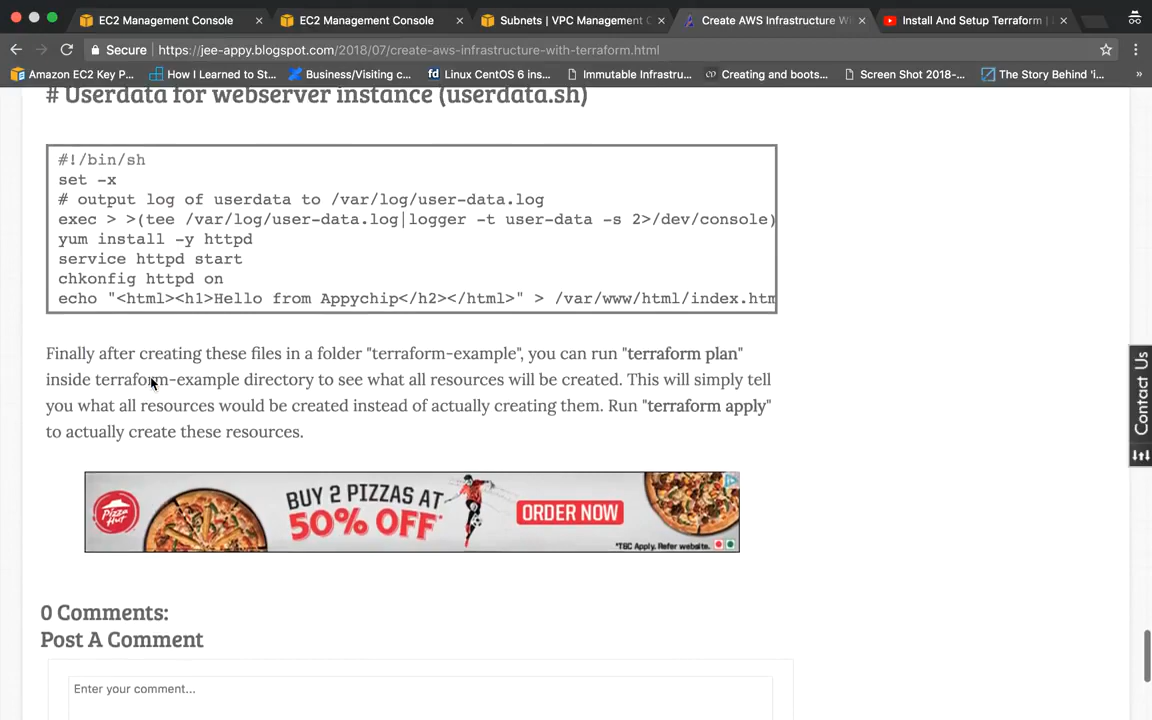 EC2 Management Console
EC2 Management Console
Subnets | VPC Management C
Create AWS Infrastructure Wi
Install And Setup Terraform |
Secure
https://jee-appy.blogspot.com/2018/07/create-aws-infrastructure-with-terraform.html
Amazon EC2 Key P...
How I Learned to St...
Business/Visiting c...
fd Linux CentOS 6 ins...
Immutable Infrastru...
Creating and boots...
Screen Shot 2018-...
The Story Behind 'i...
»
# Userdata for webserver instance (userdata.sh)
#!/bin/sh
set -x
# output log of userdata to /var/log/user-data.log
exec > >(tee /var/log/user-data.log|logger -t user-data -s 2>/dev/console)
yum install -y httpd
service httpd start
chkonfig httpd on
echo "<html><h1>Hello from Appychip</h2></html>" > /var/www/html/index.htm
Finally after creating these files in a folder "terraform-example", you can run "terraform plan"
inside terraform-example directory to see what all resources will be created. This will simply tell
you what all resources would be created instead of actually creating them. Run "terraform apply"
to actually create these resources.
Pizza Hut
BUY 2 PIZZAS AT
50% OFF*
ORDER NOW
*T&C Apply. Refer website.
Contact Us
0 Comments:
Post A Comment
Enter your comment...